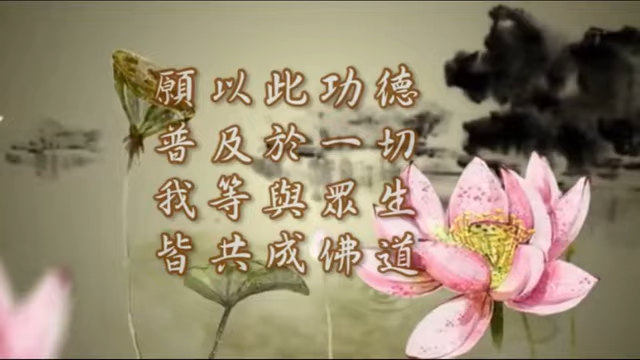 願以此功德
普及於一切
我等與眾生
皆共成佛道